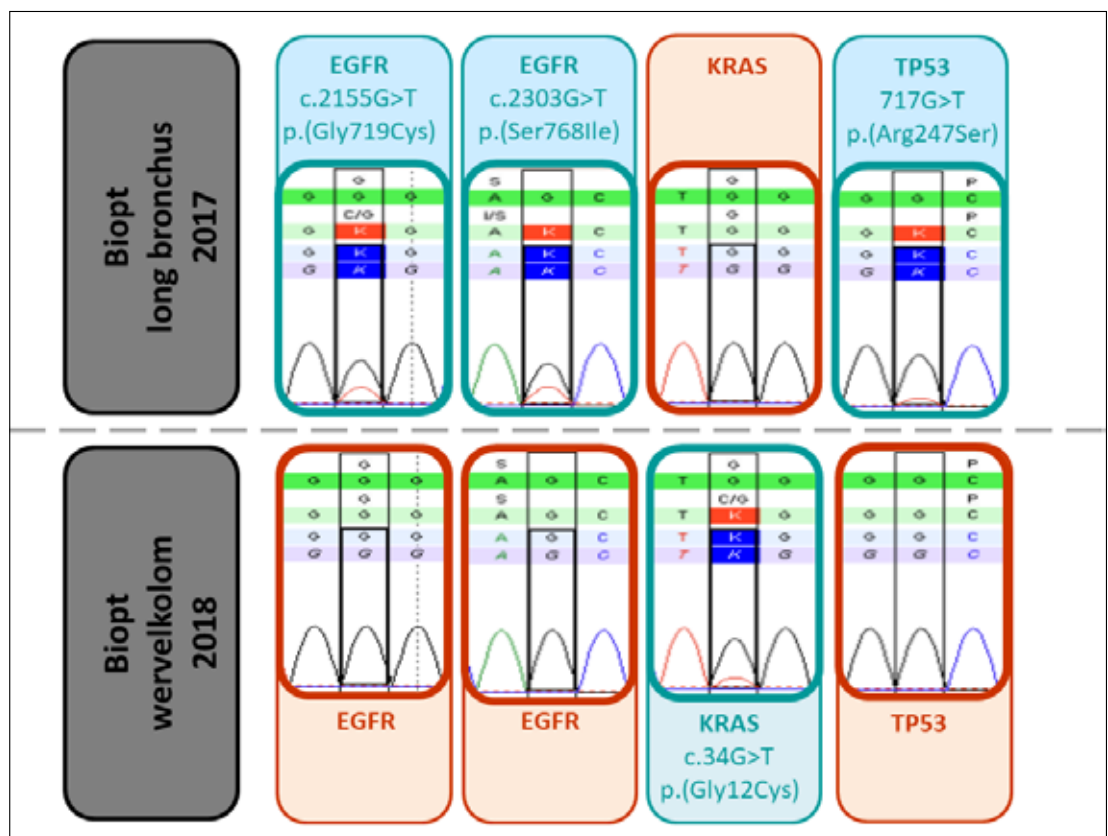 Biopt
long bronchus
2017
EGFR
c.2155G>T
p.(Gly719Cys)
G
G G G
C/G
G K G
G K G
G K G
EGFR
c.2303G>T
p.(Ser768Ile)
S
A G C
I/S
A K C
A K C
A K C
KRAS
G
T G G
G
T G G
T G G
T G G
TP53
717G>T
p.(Arg247Ser)
P
G G C
P
G K C
G K C
G K C
Biopt
wervelkolom
2018
G
G G G
G
G G G
G G G
G G G
EGFR
S
A G C
S
A G C
A G C
A G C
EGFR
G
T G G
C/G
T K G
T K G
T K G
KRAS
c.34G>T
p.(Gly12Cys)
P
G G C
P
G G C
G G C
G G C
TP53